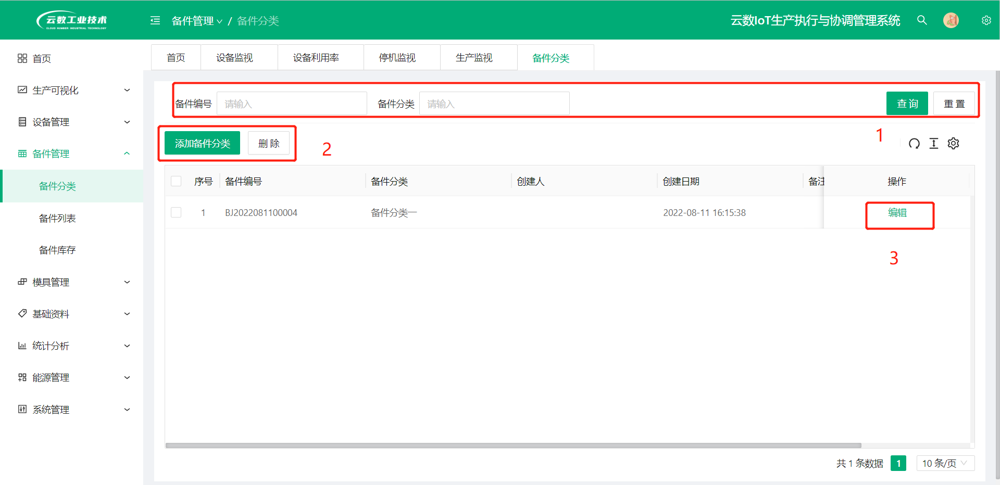 云数工业技术
CLOUD NUMBER INDUSTRIAL TECHNOLOGY
备件管理 / 备件分类
云数IoT生产执行与协调管理系统
首页
生产可视化
设备管理
备件管理
备件分类
备件列表
备件库存
模具管理
基础资料
统计分析
能源管理
系统管理
首页 设备监视 设备利用率 停机监视 生产监视 备件分类
备件编号 请输入 备件分类 请输入 查 询 重 置
1
添加备件分类 删 除 2
序号 备件编号 备件分类 创建人 创建日期 备注 操作
1 BJ2022081100004 备件分类一 2022-08-11 16:15:38 编辑
3
共 1 条数据 1 10 条/页